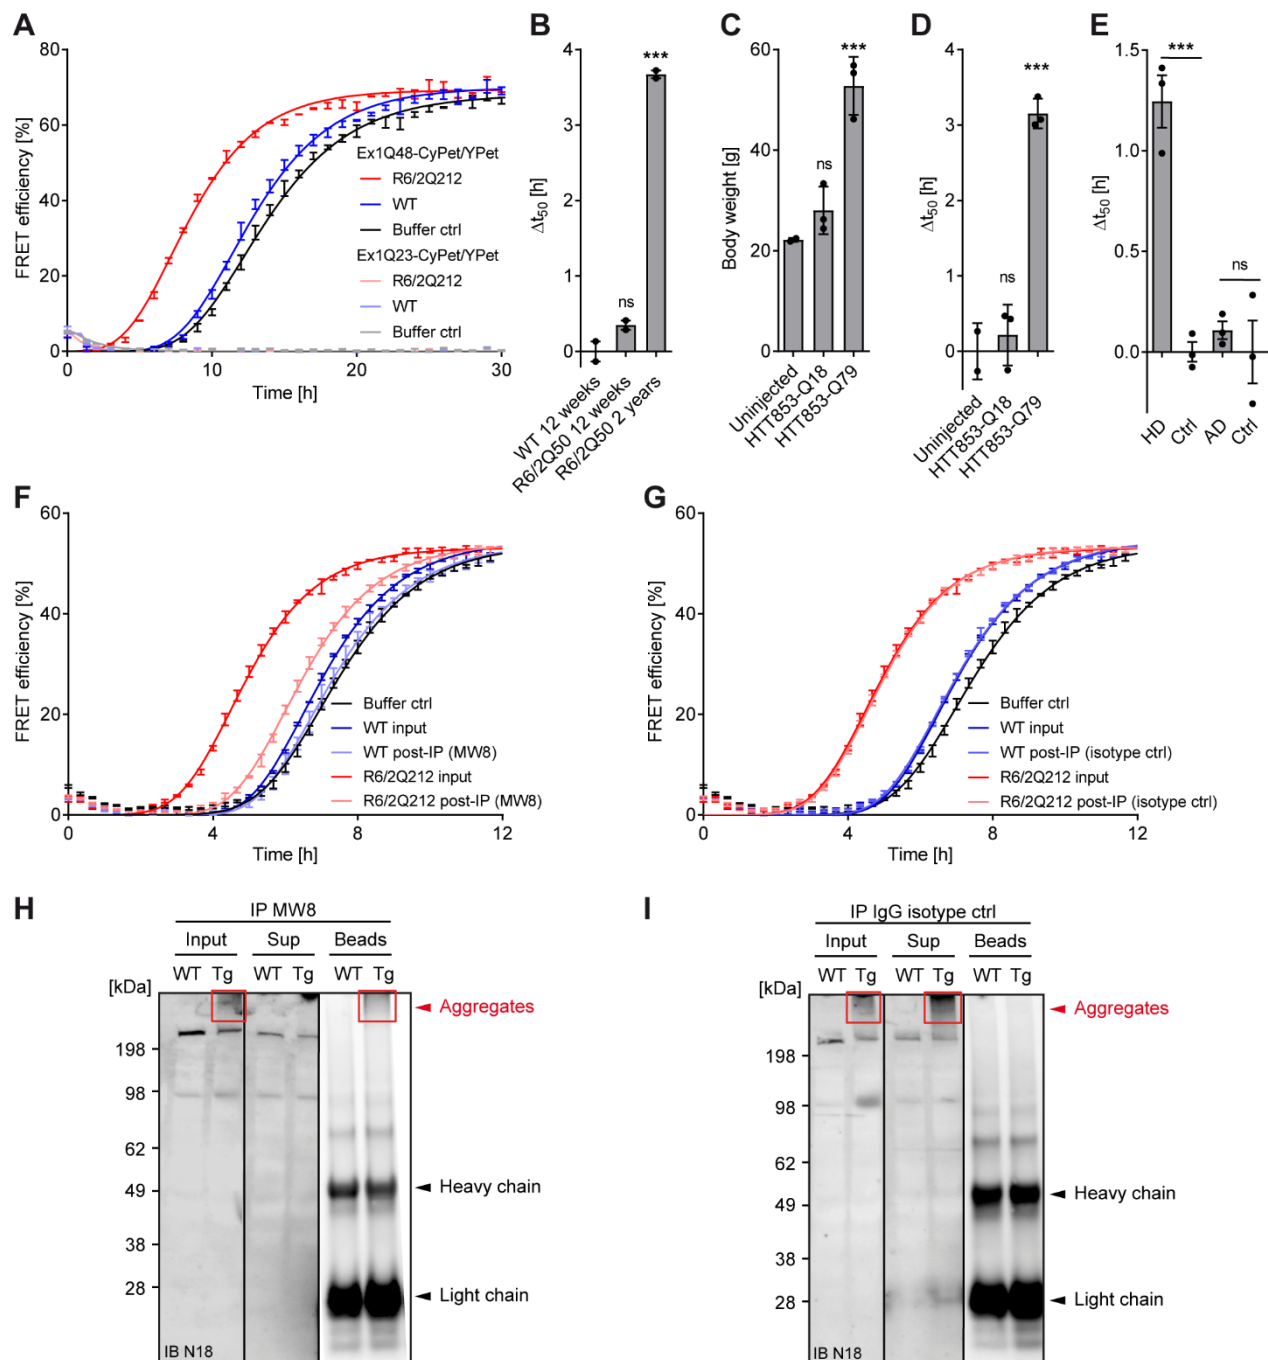 A
FRET efficiency [%]
80
60
40
20
0
0
10
20
30
Time [h]
Ex1Q48-CyPet/YPet
R6/2Q212
WT
Buffer ctrl
Ex1Q23-CyPet/YPet
R6/2Q212
WT
Buffer ctrl
B
Δt50 [h]
4
3
2
1
0
ns
***
WT 12 weeks
R6/2Q50 12 weeks
R6/2Q50 2 years
C
Body weight [g]
60
40
20
0
ns
***
Uninjected
HTT853-Q18
HTT853-Q79
D
Δt50 [h]
4
3
2
1
0
ns
***
Uninjected
HTT853-Q18
HTT853-Q79
E
Δt50 [h]
1.5
1.0
0.5
0.0
***
ns
HD
Ctrl
AD
Ctrl
F
FRET efficiency [%]
60
40
20
0
0
4
8
12
Time [h]
Buffer ctrl
WT input
WT post-IP (MW8)
R6/2Q212 input
R6/2Q212 post-IP (MW8)
G
FRET efficiency [%]
60
40
20
0
0
4
8
12
Time [h]
Buffer ctrl
WT input
WT post-IP (isotype ctrl)
R6/2Q212 input
R6/2Q212 post-IP (isotype ctrl)
H
IP MW8
Input Sup Beads
WT Tg WT Tg WT Tg
[kDa]
198
98
62
49
38
28
Aggregates
Heavy chain
Light chain
IB N18
I
IP IgG isotype ctrl
Input Sup Beads
WT Tg WT Tg WT Tg
[kDa]
198
98
62
49
38
28
Aggregates
Heavy chain
Light chain
IB N18